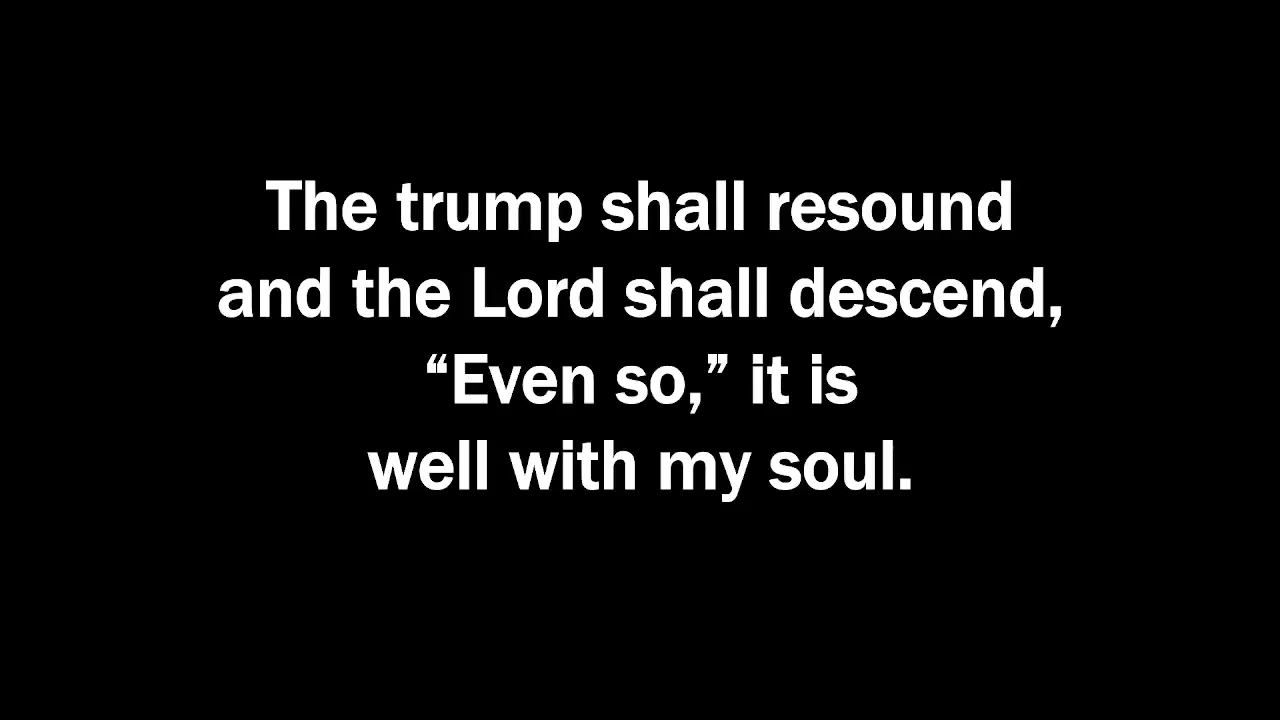 The trump shall resound
and the Lord shall descend,
“Even so,” it is
well with my soul.